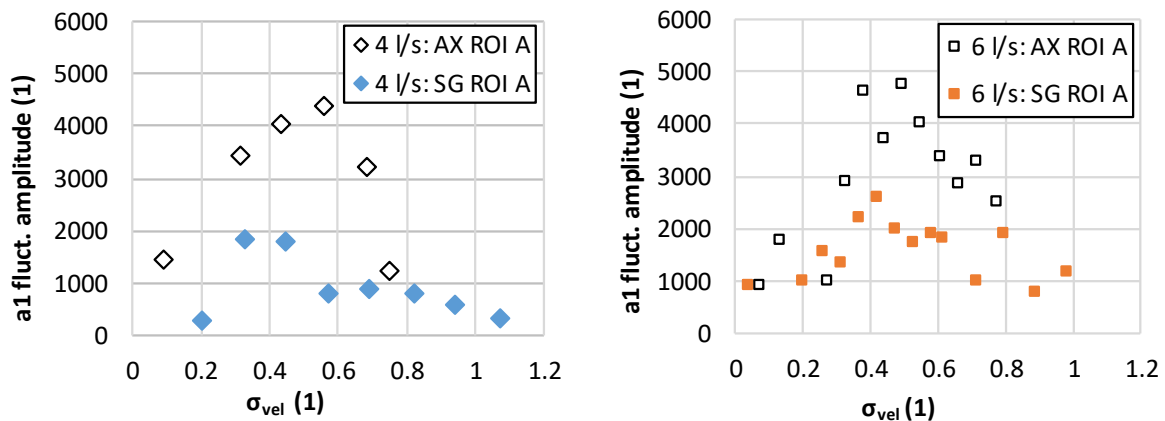 6000
5000
4000
3000
2000
1000
0
a1 fluct. amplitude (1)
4 l/s: AX ROI A
4 l/s: SG ROI A
0 0.2 0.4 0.6 0.8 1 1.2
σvel (1)
6000
5000
4000
3000
2000
1000
0
a1 fluct. amplitude (1)
6 l/s: AX ROI A
6 l/s: SG ROI A
0 0.2 0.4 0.6 0.8 1 1.2
σvel (1)